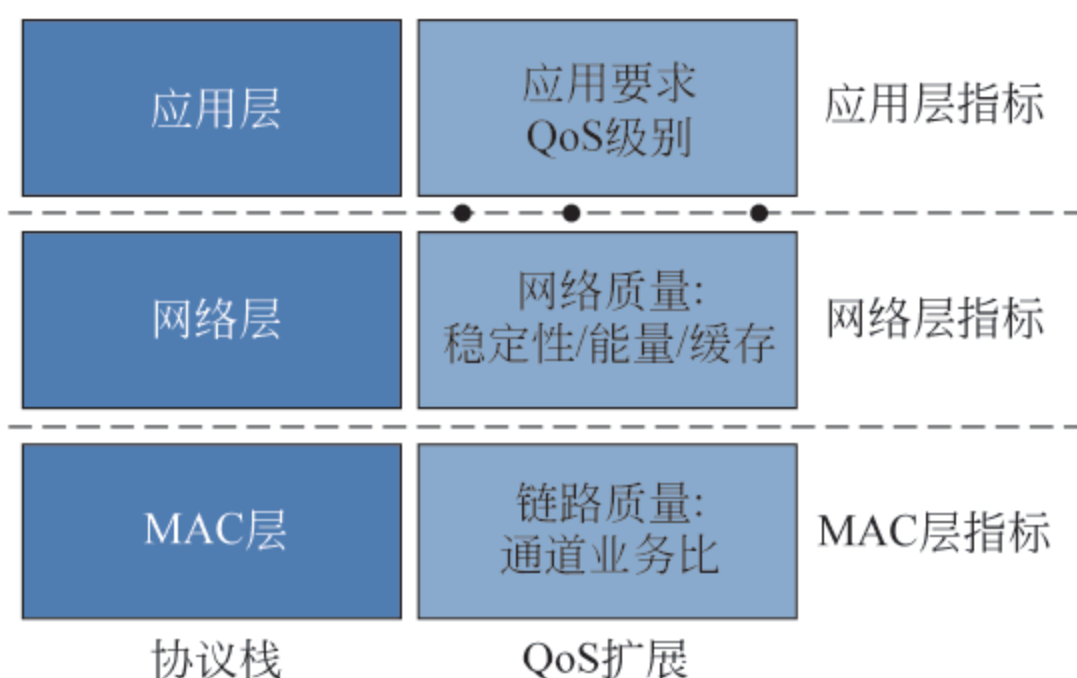 应用层
应用要求
QoS级别
应用层指标
网络层
网络质量:
稳定性/能量/缓存
网络层指标
MAC层
链路质量:
通道业务比
MAC层指标
协议栈
QoS扩展